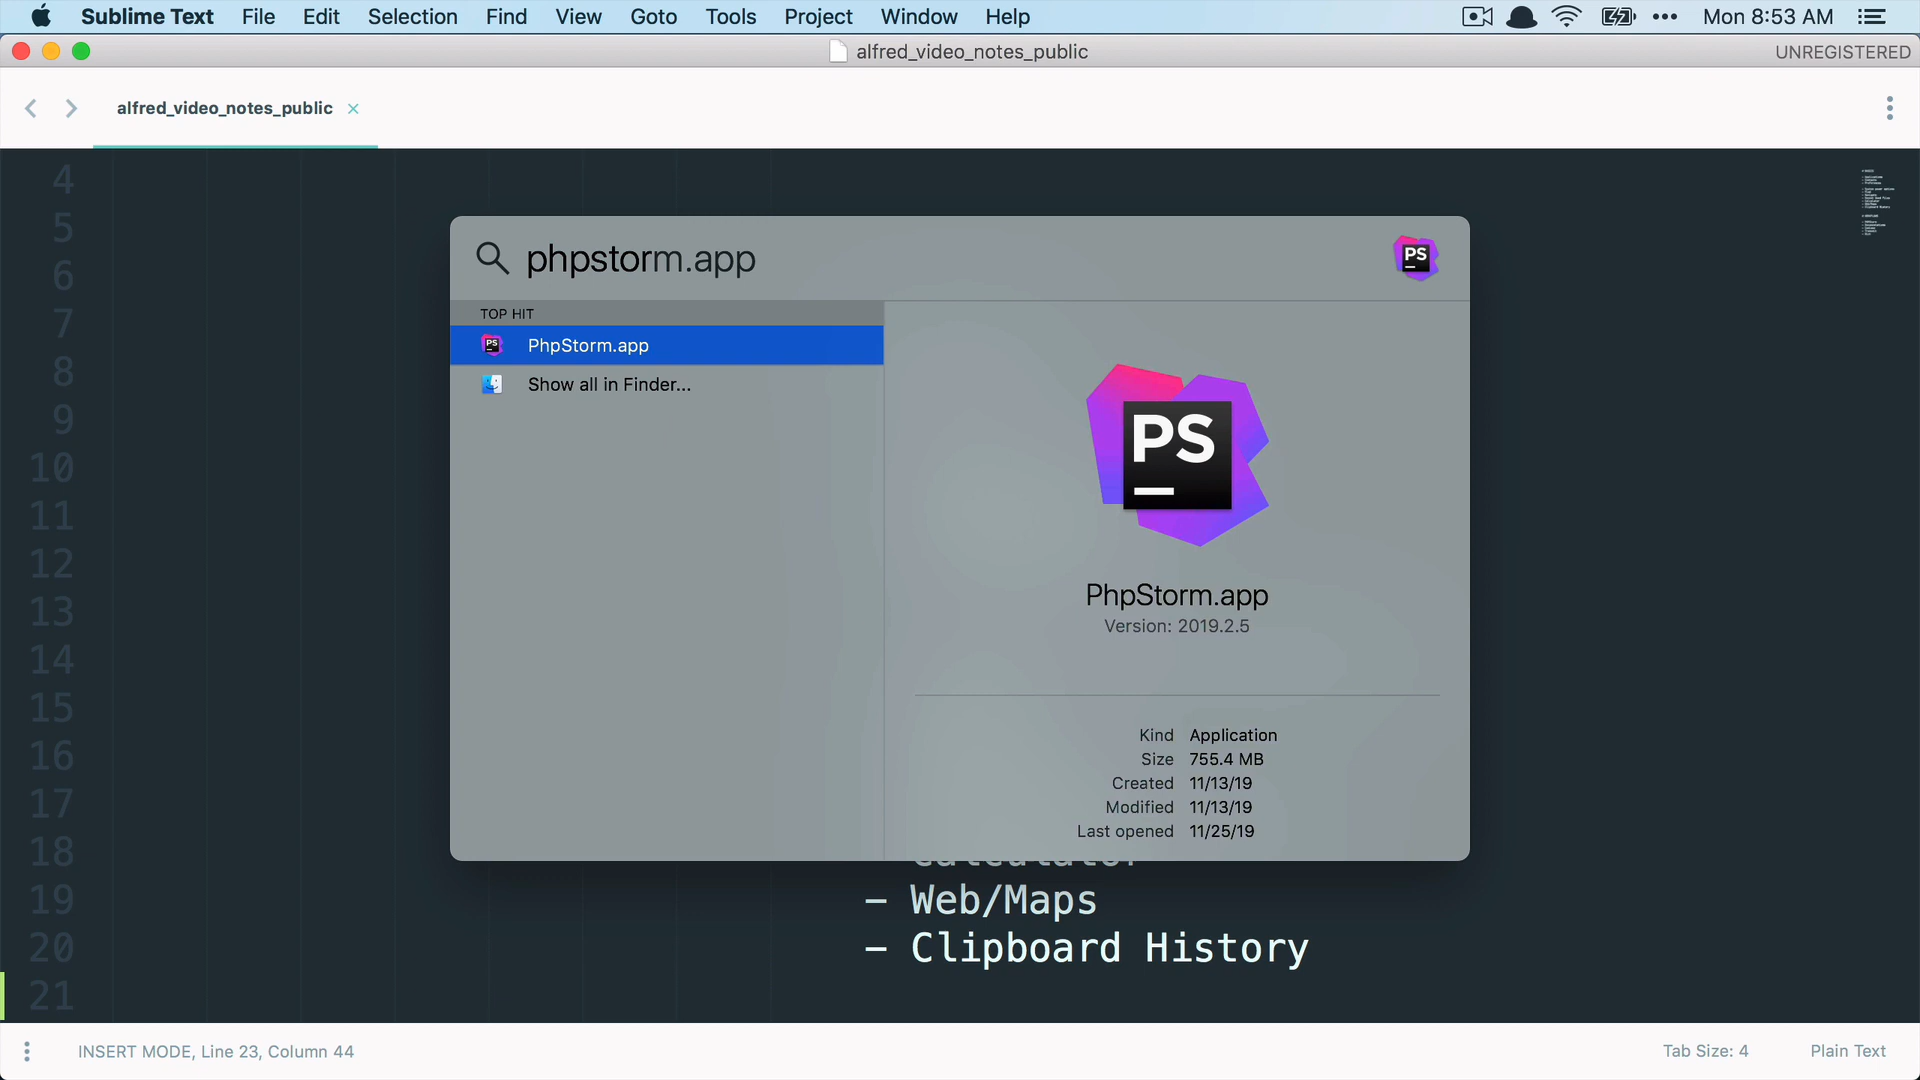 Sublime Text File Edit Selection Find View Goto Tools Project Window Help Mon 8:53 AM
alfred_video_notes_public UNREGISTERED
alfred_video_notes_public ×
4
5
6
7
8
9
10
11
12
13
14
15
16
17
18
19
20
21
phpstorm.app
PS
TOP HIT
PS PhpStorm.app
Show all in Finder...
PS
PhpStorm.app
Version: 2019.2.5
Kind Application
Size 755.4 MB
Created 11/13/19
Modified 11/13/19
Last opened 11/25/19
Calculator
- Web/Maps
- Clipboard History
INSERT MODE, Line 23, Column 44 Tab Size: 4 Plain Text